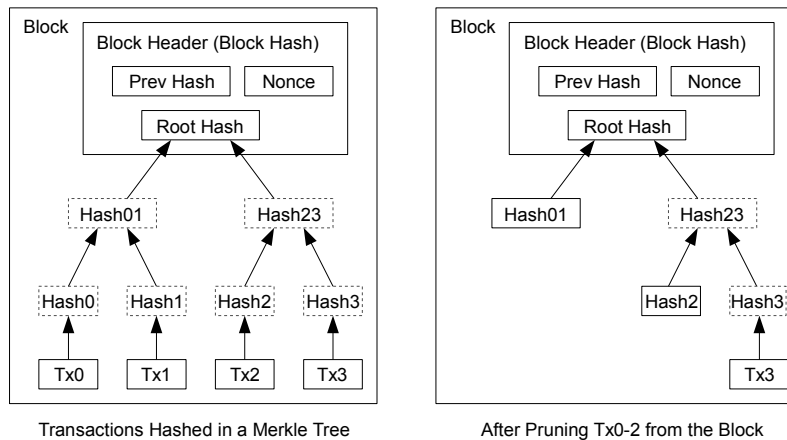 Block
Block Header (Block Hash)
Prev Hash
Nonce
Root Hash
Hash01
Hash23
Hash0
Hash1
Hash2
Hash3
Tx0
Tx1
Tx2
Tx3
Transactions Hashed in a Merkle Tree
Block
Block Header (Block Hash)
Prev Hash
Nonce
Root Hash
Hash01
Hash23
Hash2
Hash3
Tx3
After Pruning Tx0-2 from the Block